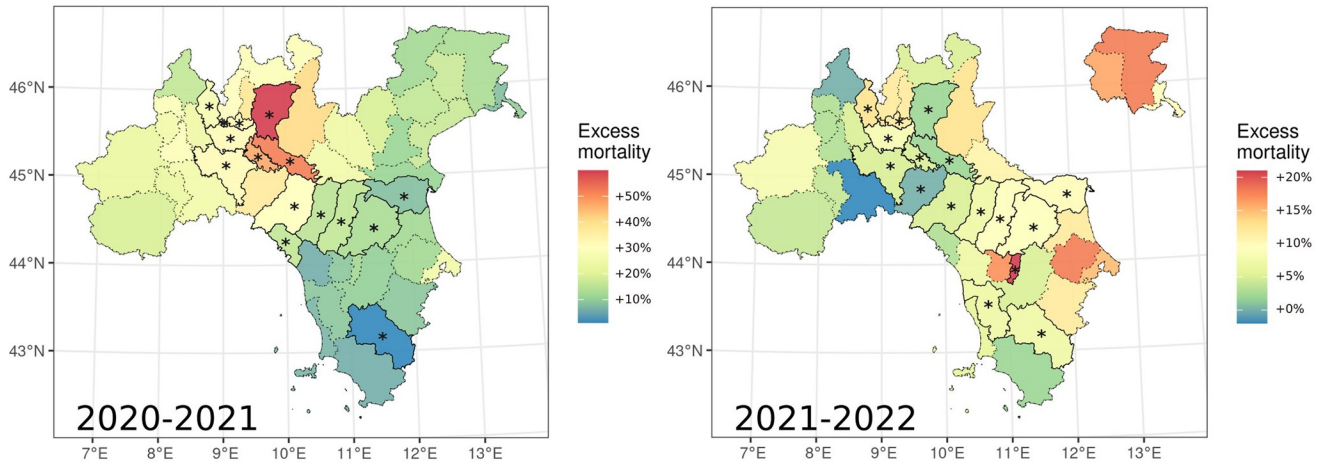 46°N
45°N
44°N
43°N
2020-2021
7°E 8°E 9°E 10°E 11°E 12°E 13°E
Excess
mortality
+50%
+40%
+30%
+20%
+10%
46°N
45°N
44°N
43°N
2021-2022
7°E 8°E 9°E 10°E 11°E 12°E 13°E
Excess
mortality
+20%
+15%
+10%
+5%
+0%